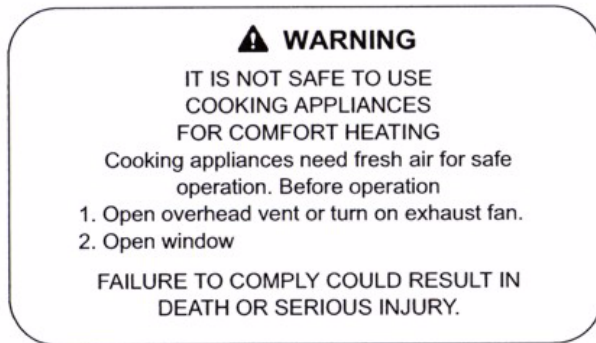 WARNING
IT IS NOT SAFE TO USE
COOKING APPLIANCES
FOR COMFORT HEATING
Cooking appliances need fresh air for safe
operation. Before operation
1. Open overhead vent or turn on exhaust fan.
2. Open window
FAILURE TO COMPLY COULD RESULT IN
DEATH OR SERIOUS INJURY.